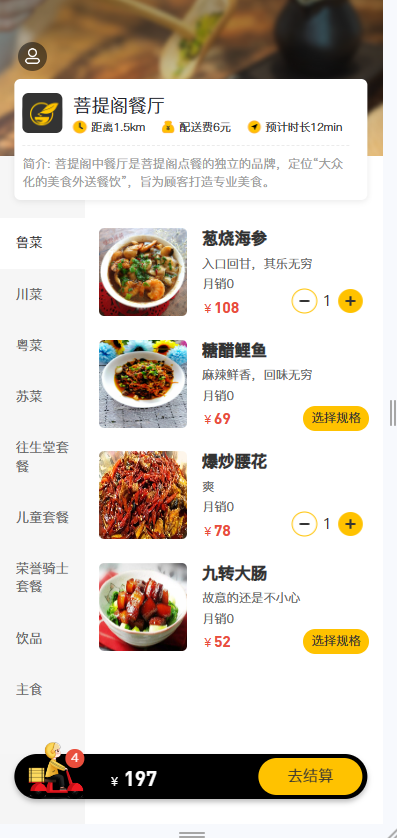 菩提阁餐厅
距离1.5km 配送费6元 预计时长12min
简介: 菩提阁中餐厅是菩提阁点餐的独立的品牌，定位“大众
化的美食外送餐饮”，旨为顾客打造专业美食。
鲁菜
川菜
粤菜
苏菜
往生堂套
餐
儿童套餐
荣誉骑士
套餐
饮品
主食
葱烧海参
入口回甘，其乐无穷
月销0
￥108
1
糖醋鲤鱼
麻辣鲜香，回味无穷
月销0
￥69
选择规格
爆炒腰花
爽
月销0
￥78
1
九转大肠
故意的还是不小心
月销0
￥52
选择规格
4
￥ 197
去结算